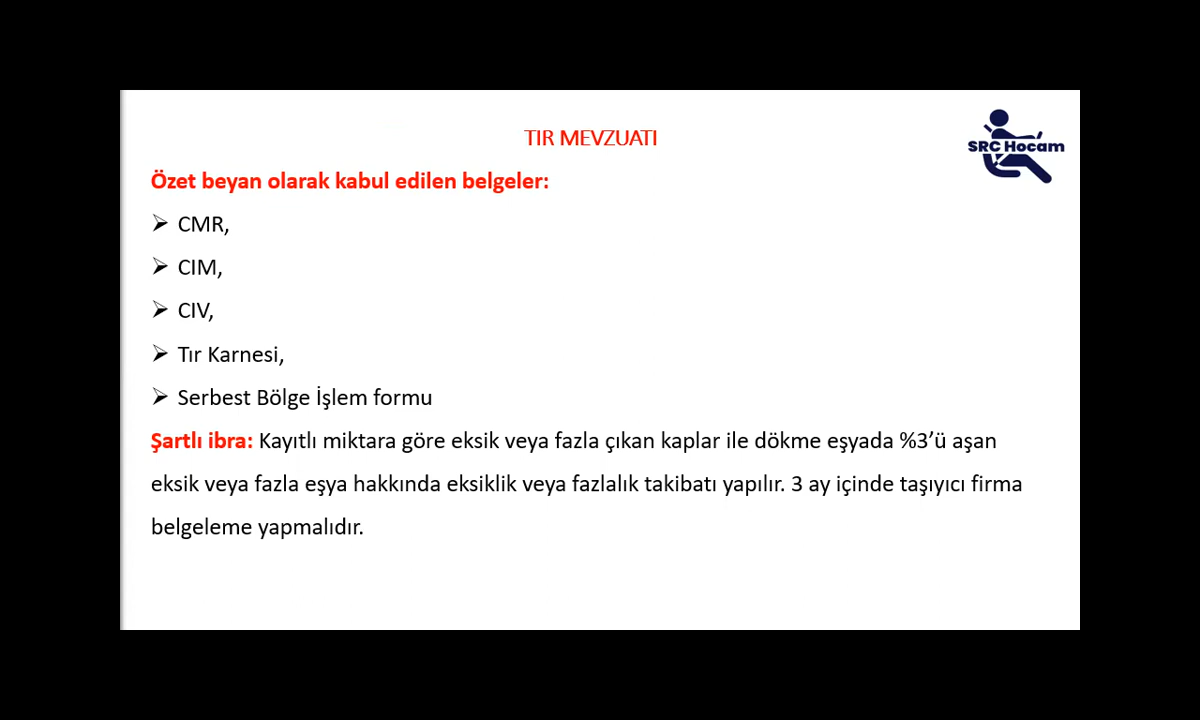 TIR MEVZUATI
SRC Hocam
Özet beyan olarak kabul edilen belgeler:
➢ CMR,
➢ CIM,
➢ CIV,
➢ Tır Karnesi,
➢ Serbest Bölge İşlem formu
Şartlı ibra: Kayıtlı miktara göre eksik veya fazla çıkan kaplar ile dökme eşyada %3’ü aşan
eksik veya fazla eşya hakkında eksiklik veya fazlalık takibatı yapılır. 3 ay içinde taşıyıcı firma
belgeleme yapmalıdır.